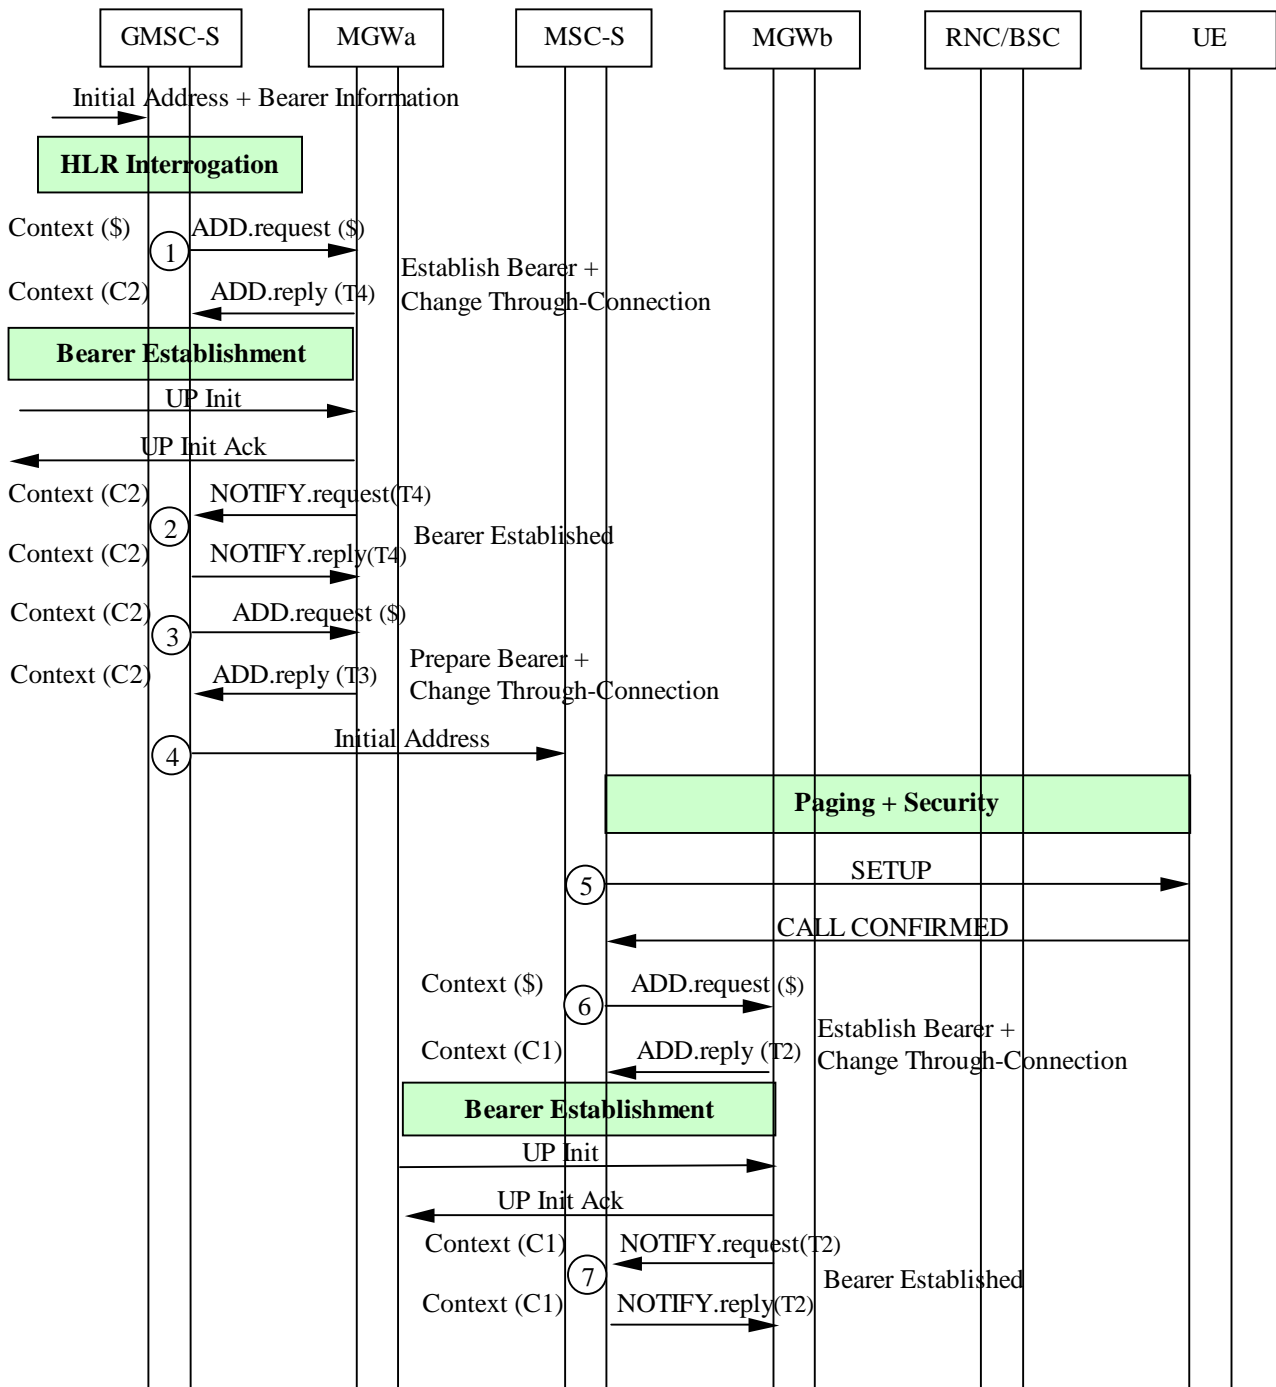 GMSC-S MGWa MSC-S MGWb RNC/BSC UE
Initial Address + Bearer Information
HLR Interrogation
Context ($) 1 ADD.request ($)
Establish Bearer +
Context (C2) ADD.reply (T4)
Change Through-Connection
Bearer Establishment
UP Init
UP Init Ack
Context (C2) NOTIFY.request(T4)
2
Bearer Established
Context (C2) NOTIFY.reply(T4)
Context (C2) 3 ADD.request ($)
Prepare Bearer +
Context (C2) ADD.reply (T3)
Change Through-Connection
Initial Address
4
Paging + Security
SETUP
5
CALL CONFIRMED
Context ($) 6 ADD.request ($)
Establish Bearer +
Context (C1) ADD.reply (T2)
Change Through-Connection
Bearer Establishment
UP Init
UP Init Ack
Context (C1) NOTIFY.request(T2)
7
Bearer Established
Context (C1) NOTIFY.reply(T2)